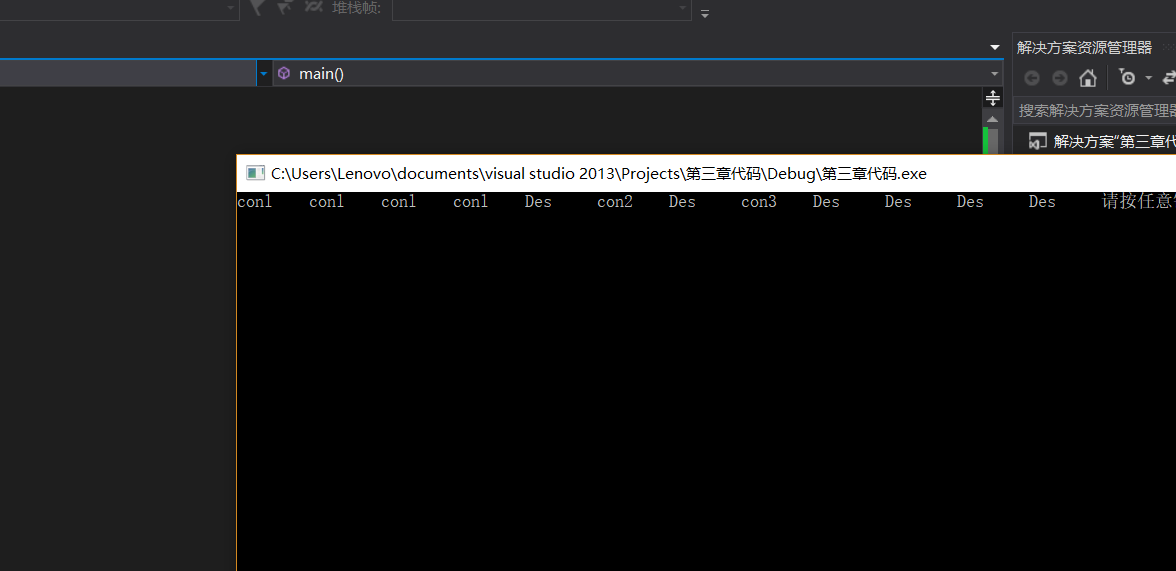 堆栈帧:
解决方案资源管理器
main()
搜索解决方案资源管理器
解决方案"第三章代
C:\Users\Lenovo\documents\visual studio 2013\Projects\第三章代码\Debug\第三章代码.exe
con1 con1 con1 con1 Des con2 Des con3 Des Des Des Des 请按任意